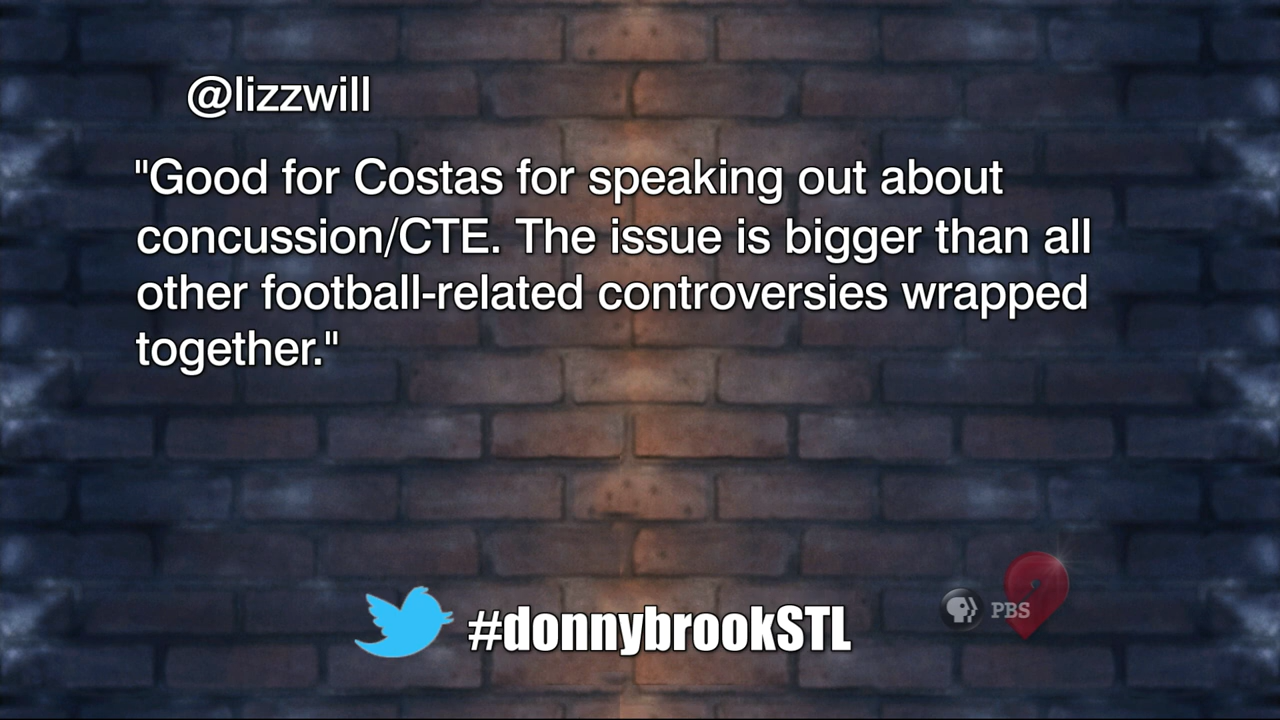 @lizzwill
"Good for Costas for speaking out about
concussion/CTE. The issue is bigger than all
other football-related controversies wrapped
together."
#donnybrookSTL
PBS